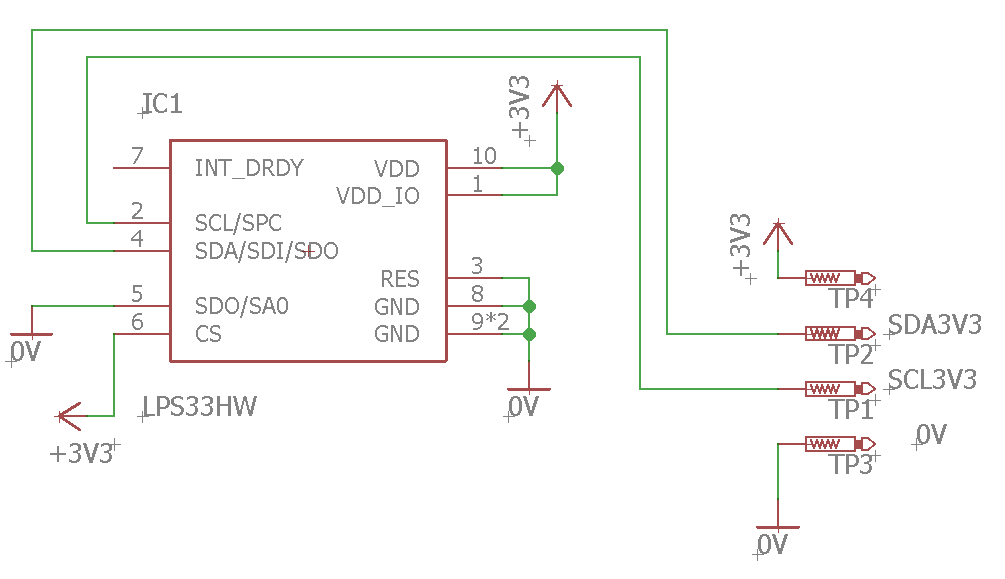 IC1
+3V3
7 INT_DRDY VDD 10
VDD_IO 1
2 SCL/SPC
4 SDA/SDI/SDO
RES 3
5 SDO/SA0 GND 8
6 CS GND 9*2
0V
LPS33HW
0V
+3V3
+3V3
TP4
SDA3V3
TP2
SCL3V3
TP1
0V
TP3
0V